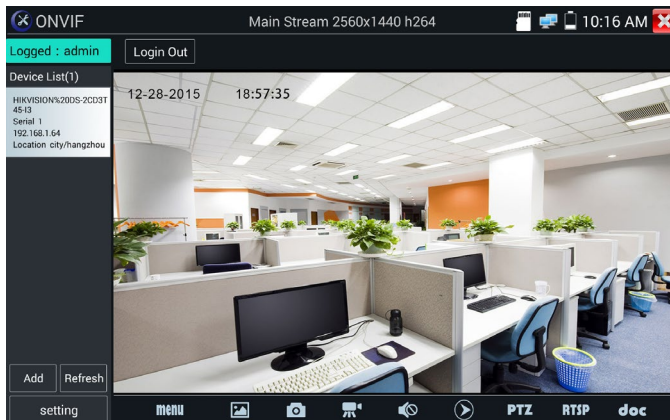 ONVIF
Main Stream 2560x1440 h264
10:16 AM
Logged : admin
Login Out
Device List(1)
HIKVISION%20DS-2CD3T
45-I3
Serial 1
192.168.1.64
Location city/hangzhou
12-28-2015 18:57:35
Add
Refresh
setting
menu
PTZ
RTSP
doc